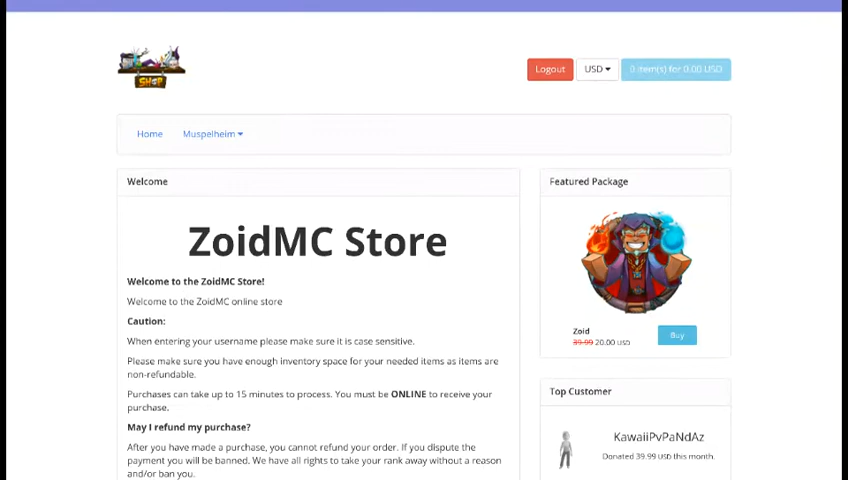 SHOP
Logout
USD
0 item(s) for 0.00 USD
Home
Muspelheim
Welcome
ZoidMC Store
Welcome to the ZoidMC Store!
Welcome to the ZoidMC online store
Caution:
When entering your username please make sure it is case sensitive.
Please make sure you have enough inventory space for your needed items as items are
non-refundable.
Purchases can take up to 15 minutes to process. You must be ONLINE to receive your
purchase.
May I refund my purchase?
After you have made a purchase, you cannot refund your order. If you dispute the
payment you will be banned. We have all rights to take your rank away without a reason
and/or ban you.
Featured Package
Zoid
39.99 20.00 USD
Buy
Top Customer
KawaiiPvPaNdAz
Donated 39.99 USD this month.